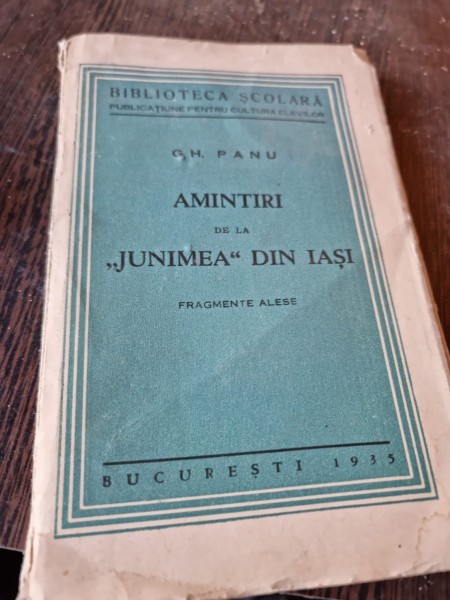 BIBLIOTECA ȘCOLARĂ
PUBLICAȚIUNE PENTRU CULTURA ELEVILOR
GH. PANU
AMINTIRI
DE LA
„JUNIMEA“ DIN IAȘI
FRAGMENTE ALESE
BUCUREȘTI 1935